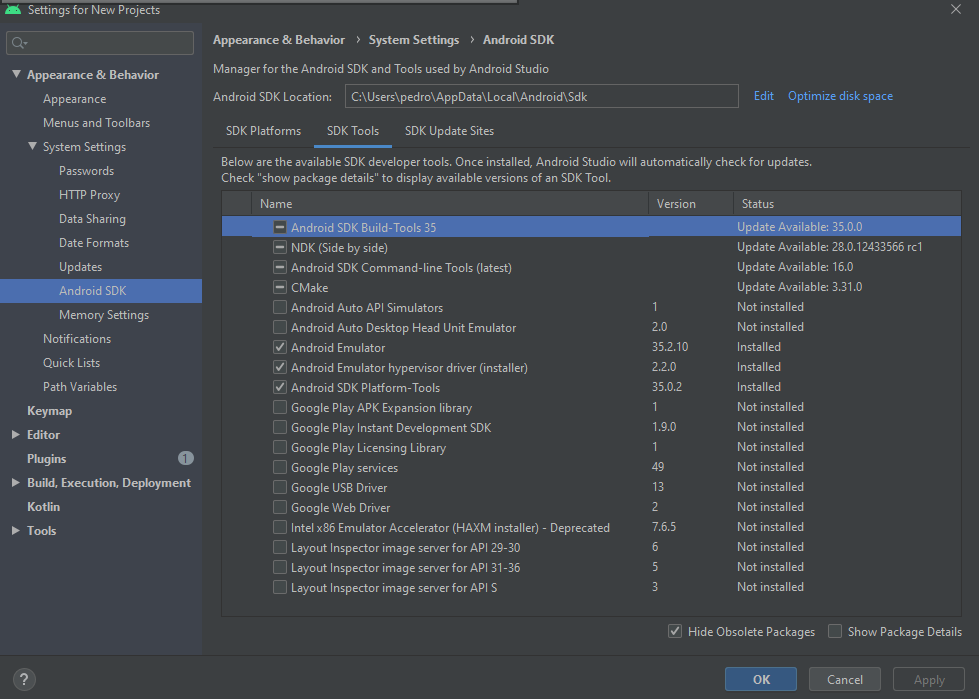 Settings for New Projects
Appearance & Behavior
Appearance
Menus and Toolbars
System Settings
Passwords
HTTP Proxy
Data Sharing
Date Formats
Updates
Android SDK
Memory Settings
Notifications
Quick Lists
Path Variables
Keymap
Editor
Plugins 1
Build, Execution, Deployment
Kotlin
Tools
Appearance & Behavior › System Settings › Android SDK
Manager for the Android SDK and Tools used by Android Studio
Android SDK Location: C:\Users\pedro\AppData\Local\Android\Sdk Edit Optimize disk space
SDK Platforms SDK Tools SDK Update Sites
Below are the available SDK developer tools. Once installed, Android Studio will automatically check for updates.
Check "show package details" to display available versions of an SDK Tool.
Name Version Status
Android SDK Build-Tools 35 Update Available: 35.0.0
NDK (Side by side) Update Available: 28.0.12433566 rc1
Android SDK Command-line Tools (latest) Update Available: 16.0
CMake Update Available: 3.31.0
Android Auto API Simulators 1 Not installed
Android Auto Desktop Head Unit Emulator 2.0 Not installed
Android Emulator 35.2.10 Installed
Android Emulator hypervisor driver (installer) 2.2.0 Installed
Android SDK Platform-Tools 35.0.2 Installed
Google Play APK Expansion library 1 Not installed
Google Play Instant Development SDK 1.9.0 Not installed
Google Play Licensing Library 1 Not installed
Google Play services 49 Not installed
Google USB Driver 13 Not installed
Google Web Driver 2 Not installed
Intel x86 Emulator Accelerator (HAXM installer) - Deprecated 7.6.5 Not installed
Layout Inspector image server for API 29-30 6 Not installed
Layout Inspector image server for API 31-36 5 Not installed
Layout Inspector image server for API S 3 Not installed
Hide Obsolete Packages Show Package Details
? OK Cancel Apply